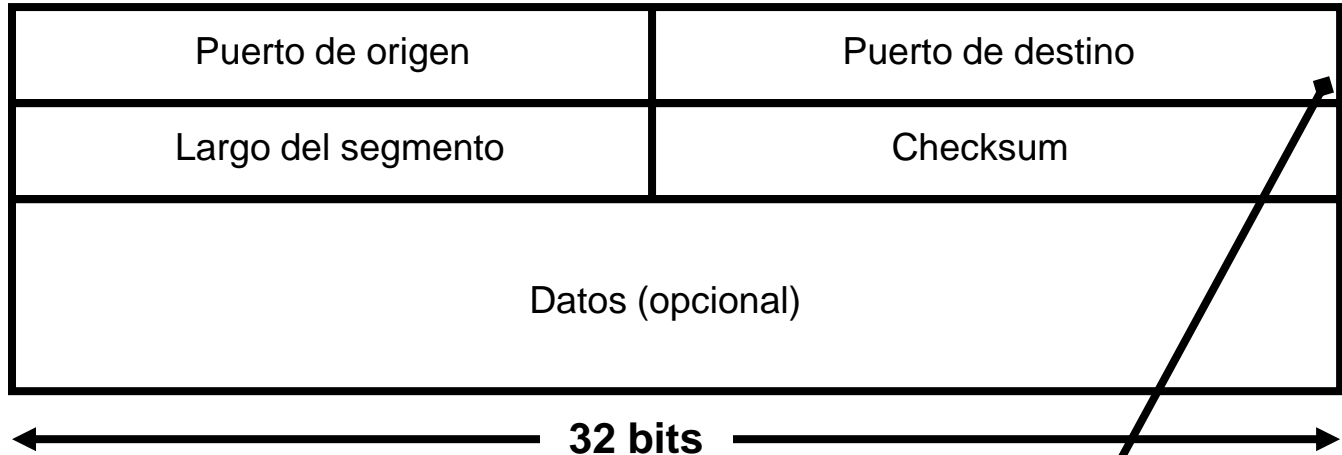 Puerto de origen Puerto de destino
Largo del segmento Checksum
Datos (opcional)
32 bits